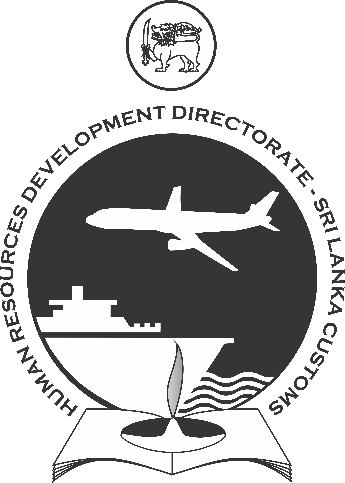 HUMAN RESOURCES DEVELOPMENT DIRECTORATE - SRI LANKA CUSTOMS